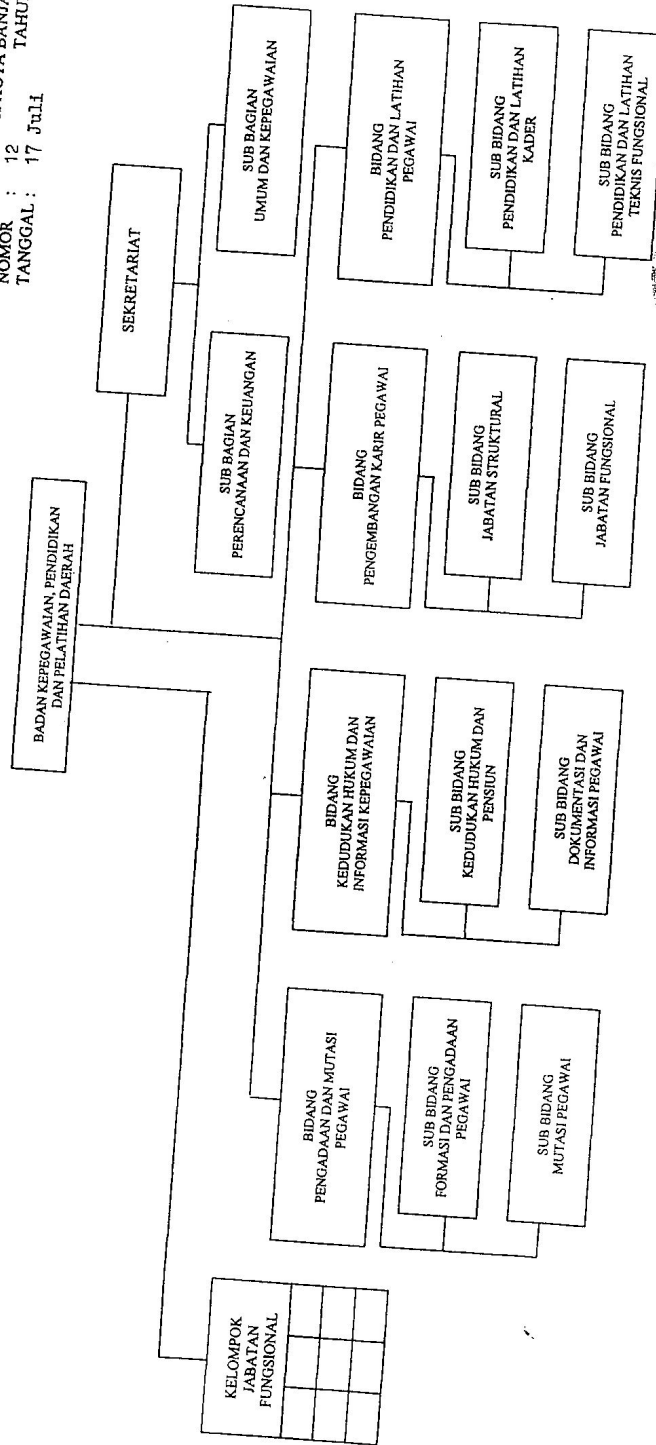 NOMOR : 12 TAHU
TANGGAL : 17 Juli
BADAN KEPEGAWAIAN, PENDIDIKAN
DAN PELATIHAN DAERAH
SEKRETARIAT
SUB BAGIAN
PERENCANAAN DAN KEUANGAN
SUB BAGIAN
UMUM DAN KEPEGAWAIAN
KELOMPOK
JABATAN
FUNGSIONAL
BIDANG
PENGADAAN DAN MUTASI
PEGAWAI
SUB BIDANG
FORMASI DAN PENGADAAN
PEGAWAI
SUB BIDANG
MUTASI PEGAWAI
BIDANG
KEDUDUKAN HUKUM DAN
INFORMASI KEPEGAWAIAN
SUB BIDANG
KEDUDUKAN HUKUM DAN
PENSIUN
SUB BIDANG
DOKUMENTASI DAN
INFORMASI PEGAWAI
BIDANG
PENGEMBANGAN KARIR PEGAWAI
SUB BIDANG
JABATAN STRUKTURAL
SUB BIDANG
JABATAN FUNGSIONAL
BIDANG
PENDIDIKAN DAN LATIHAN
PEGAWAI
SUB BIDANG
PENDIDIKAN DAN LATIHAN
KADER
SUB BIDANG
PENDIDIKAN DAN LATIHAN
TEKNIS FUNGSIONAL